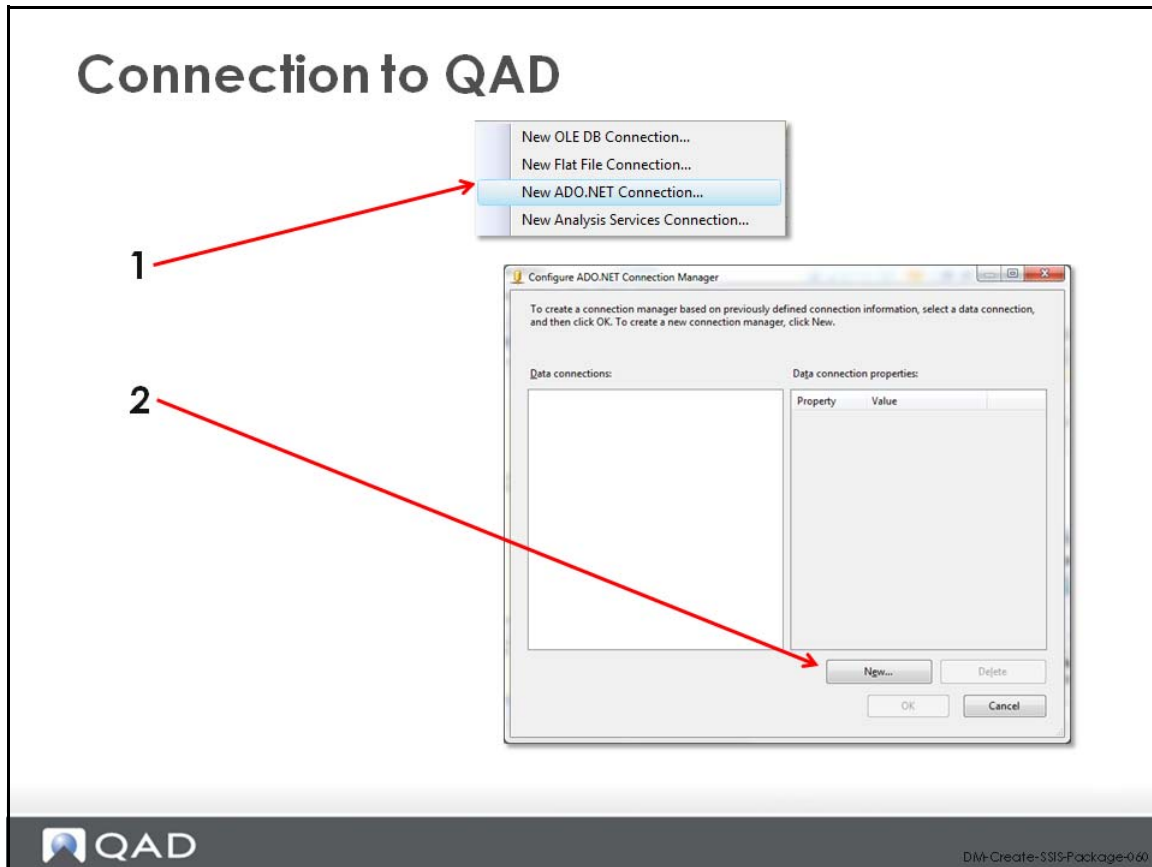 Connection to QAD
New OLE DB Connection...
New Flat File Connection...
New ADO.NET Connection...
New Analysis Services Connection...
1
Configure ADO.NET Connection Manager
To create a connection manager based on previously defined connection information, select a data connection,
and then click OK. To create a new connection manager, click New.
Data connections:
Data connection properties:
Property Value
2
New... Delete
OK Cancel
QAD
DM-Create-SSIS-Package-060